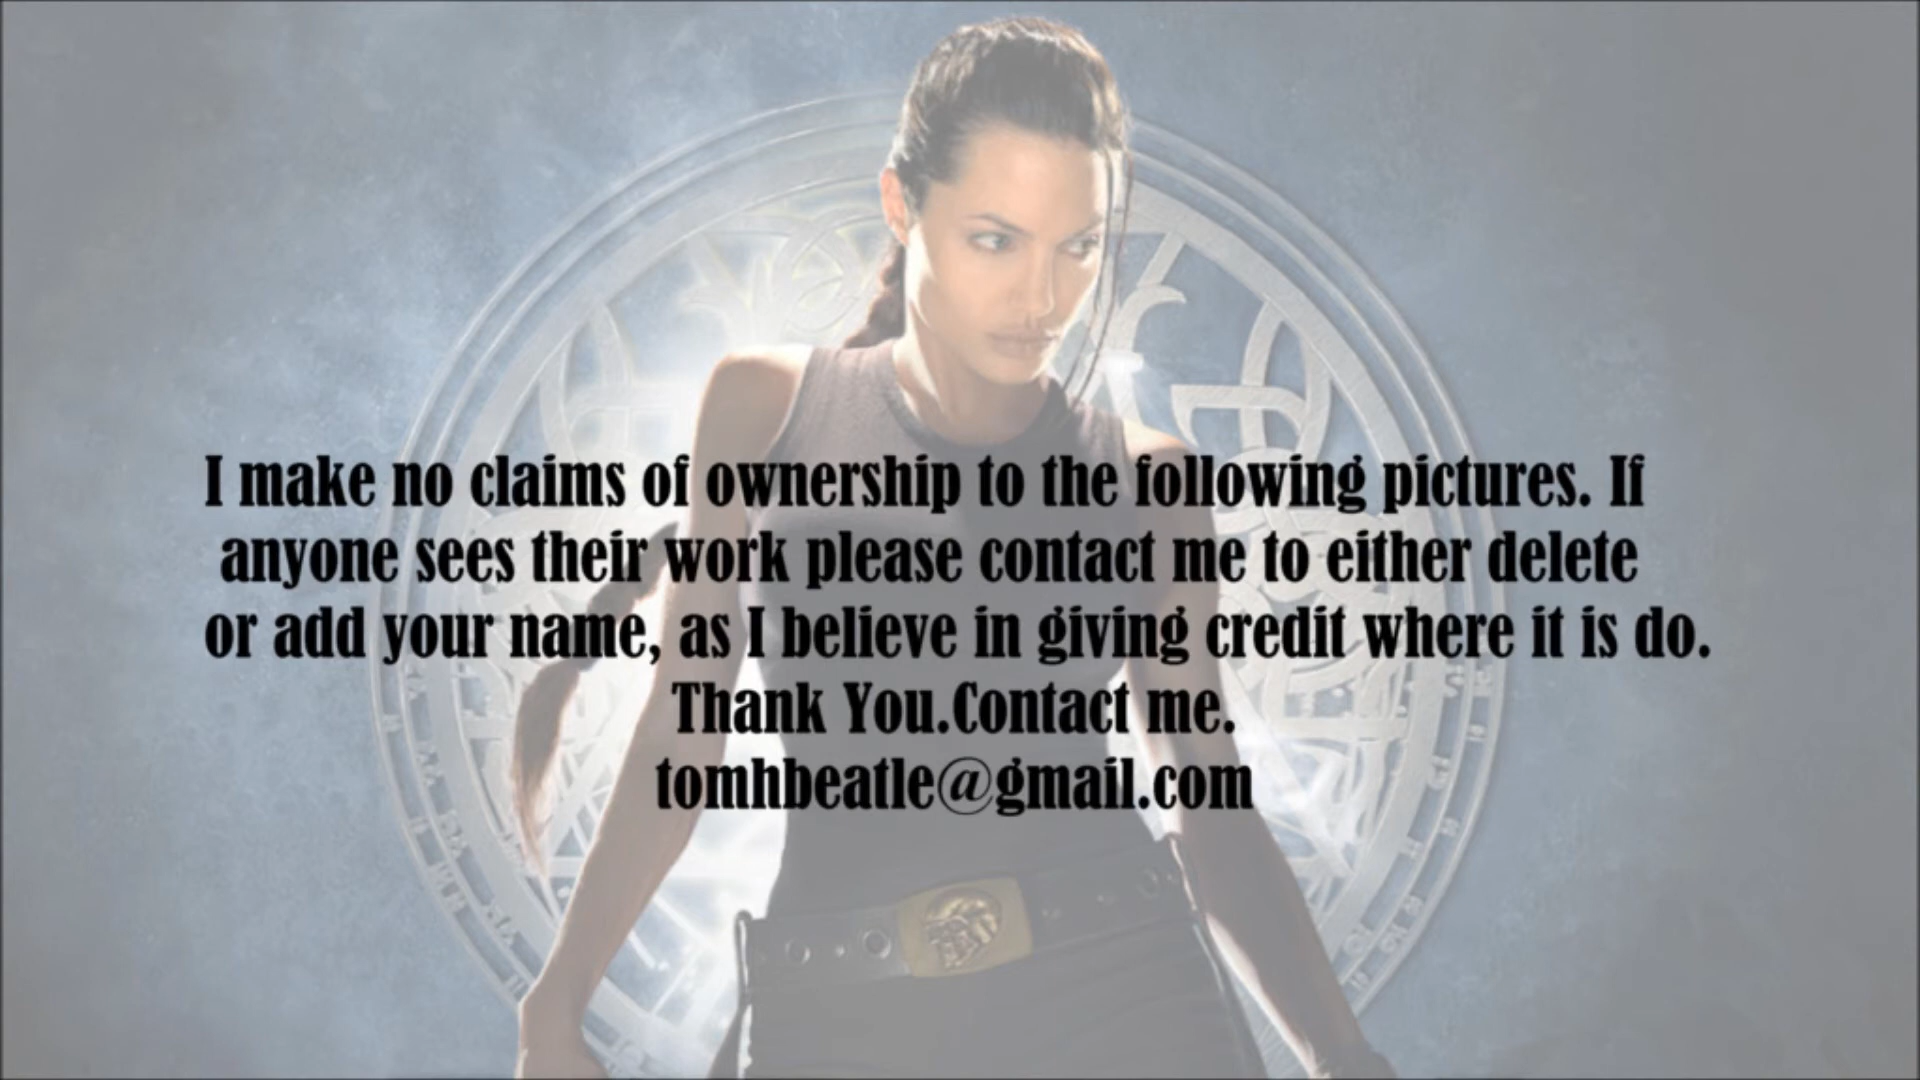 I make no claims of ownership to the following pictures. If
anyone sees their work please contact me to either delete
or add your name, as I believe in giving credit where it is do.
Thank You.Contact me.
tomhbeatle@gmail.com